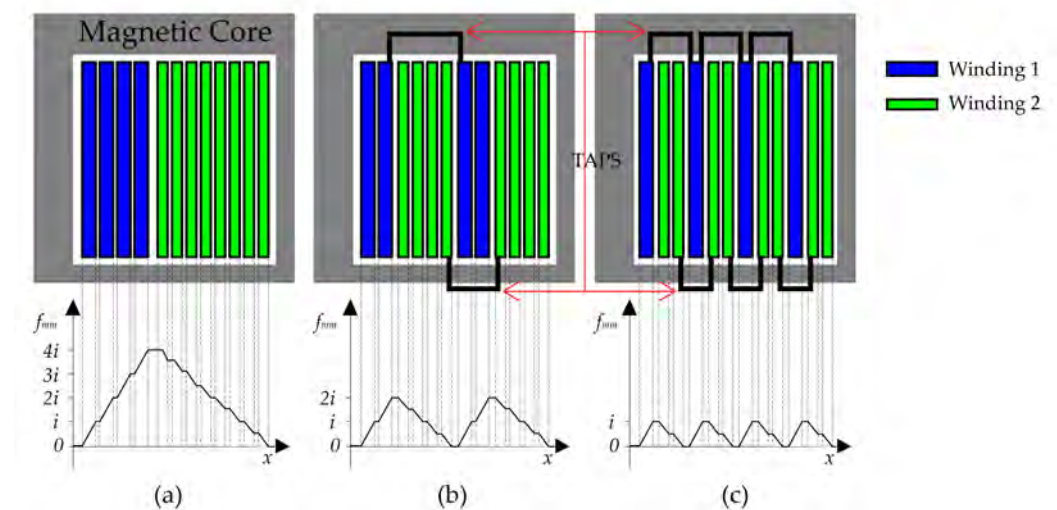 Magnetic Core
Winding 1
Winding 2
TAPS
fmm
4i
3i
2i
i
0
x
fmm
2i
i
0
x
fmm
i
0
x
(a)
(b)
(c)